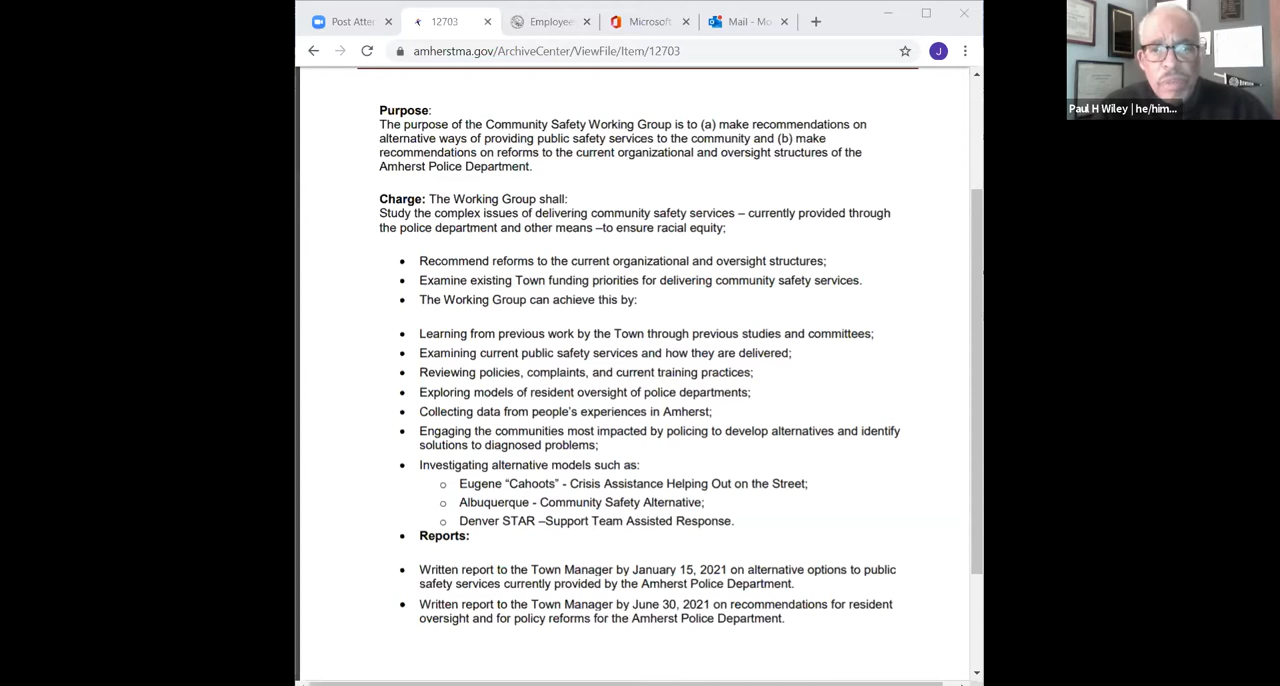 Post Atter
12703
Employee
Microsoft
Mail - Mo
amherstma.gov/ArchiveCenter/ViewFile/Item/12703
J
Paul H Wiley | he/him...
Purpose:
The purpose of the Community Safety Working Group is to (a) make recommendations on
alternative ways of providing public safety services to the community and (b) make
recommendations on reforms to the current organizational and oversight structures of the
Amherst Police Department.
Charge: The Working Group shall:
Study the complex issues of delivering community safety services – currently provided through
the police department and other means –to ensure racial equity;
• Recommend reforms to the current organizational and oversight structures;
• Examine existing Town funding priorities for delivering community safety services.
• The Working Group can achieve this by:
• Learning from previous work by the Town through previous studies and committees;
• Examining current public safety services and how they are delivered;
• Reviewing policies, complaints, and current training practices;
• Exploring models of resident oversight of police departments;
• Collecting data from people's experiences in Amherst;
• Engaging the communities most impacted by policing to develop alternatives and identify
solutions to diagnosed problems;
• Investigating alternative models such as:
o Eugene “Cahoots” - Crisis Assistance Helping Out on the Street;
o Albuquerque - Community Safety Alternative;
o Denver STAR –Support Team Assisted Response.
• Reports:
• Written report to the Town Manager by January 15, 2021 on alternative options to public
safety services currently provided by the Amherst Police Department.
• Written report to the Town Manager by June 30, 2021 on recommendations for resident
oversight and for policy reforms for the Amherst Police Department.